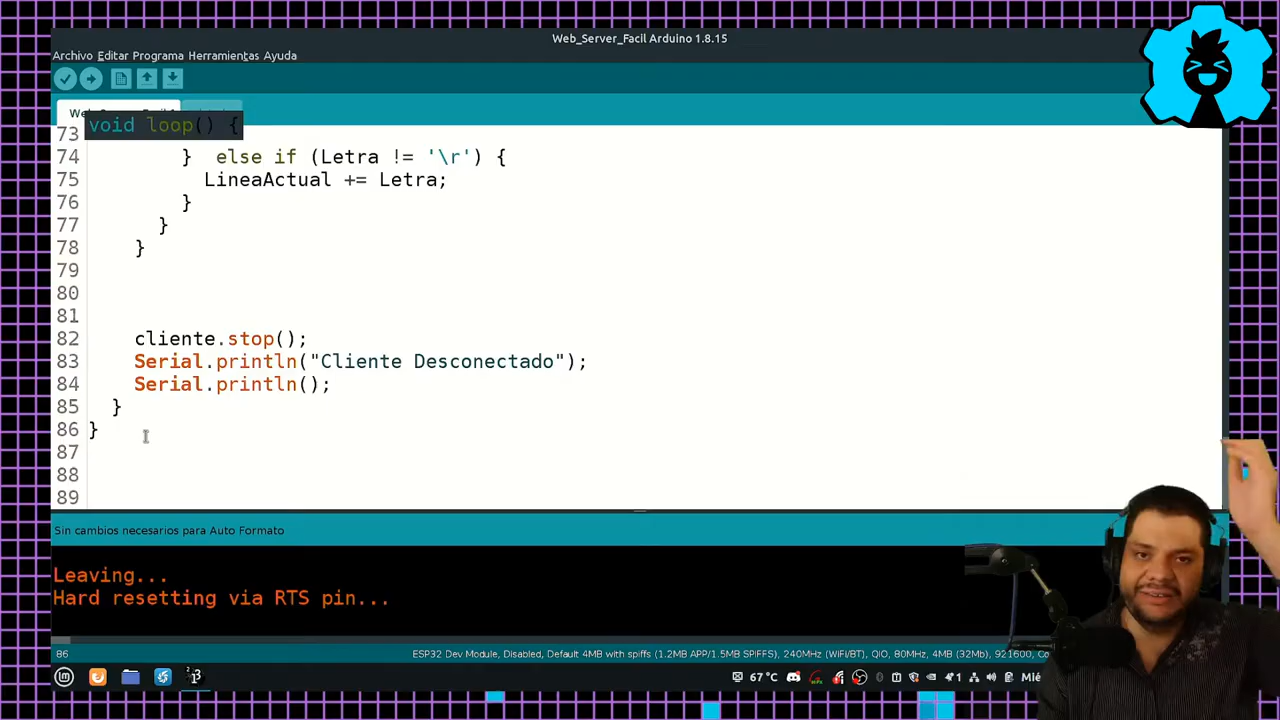 Web_Server_Facil Arduino 1.8.15
Archivo Editar Programa Herramientas Ayuda
void loop() {
73
74 } else if (Letra != '\r') {
75 LineaActual += Letra;
76 }
77 }
78 }
79
80
81
82 cliente.stop();
83 Serial.println("Cliente Desconectado");
84 Serial.println();
85 }
86 }
87
88
89
Sin cambios necesarios para Auto Formato
Leaving...
Hard resetting via RTS pin...
86 ESP32 Dev Module, Disabled, Default 4MB with spiffs (1.2MB APP/1.5MB SPIFFS), 240MHz (WiFi/BT), QIO, 80MHz, 4MB (32Mb), 921600,
67°C 1 Mié